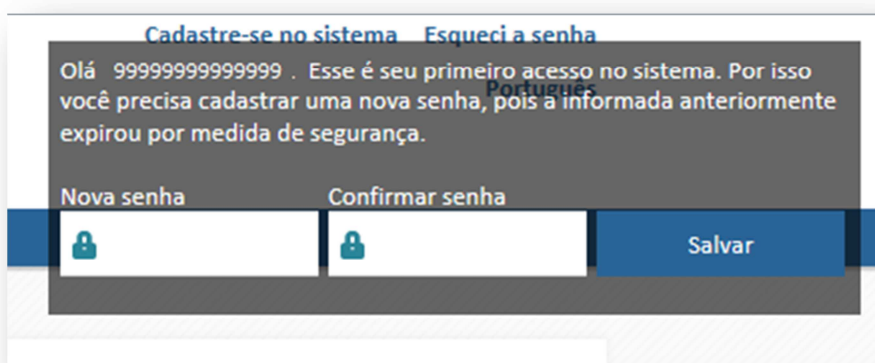 Cadastre-se no sistema Esqueci a senha
Olá 99999999999999 . Esse é seu primeiro acesso no sistema. Por isso
Português
você precisa cadastrar uma nova senha, pois a informada anteriormente
expirou por medida de segurança.
Nova senha Confirmar senha
Salvar